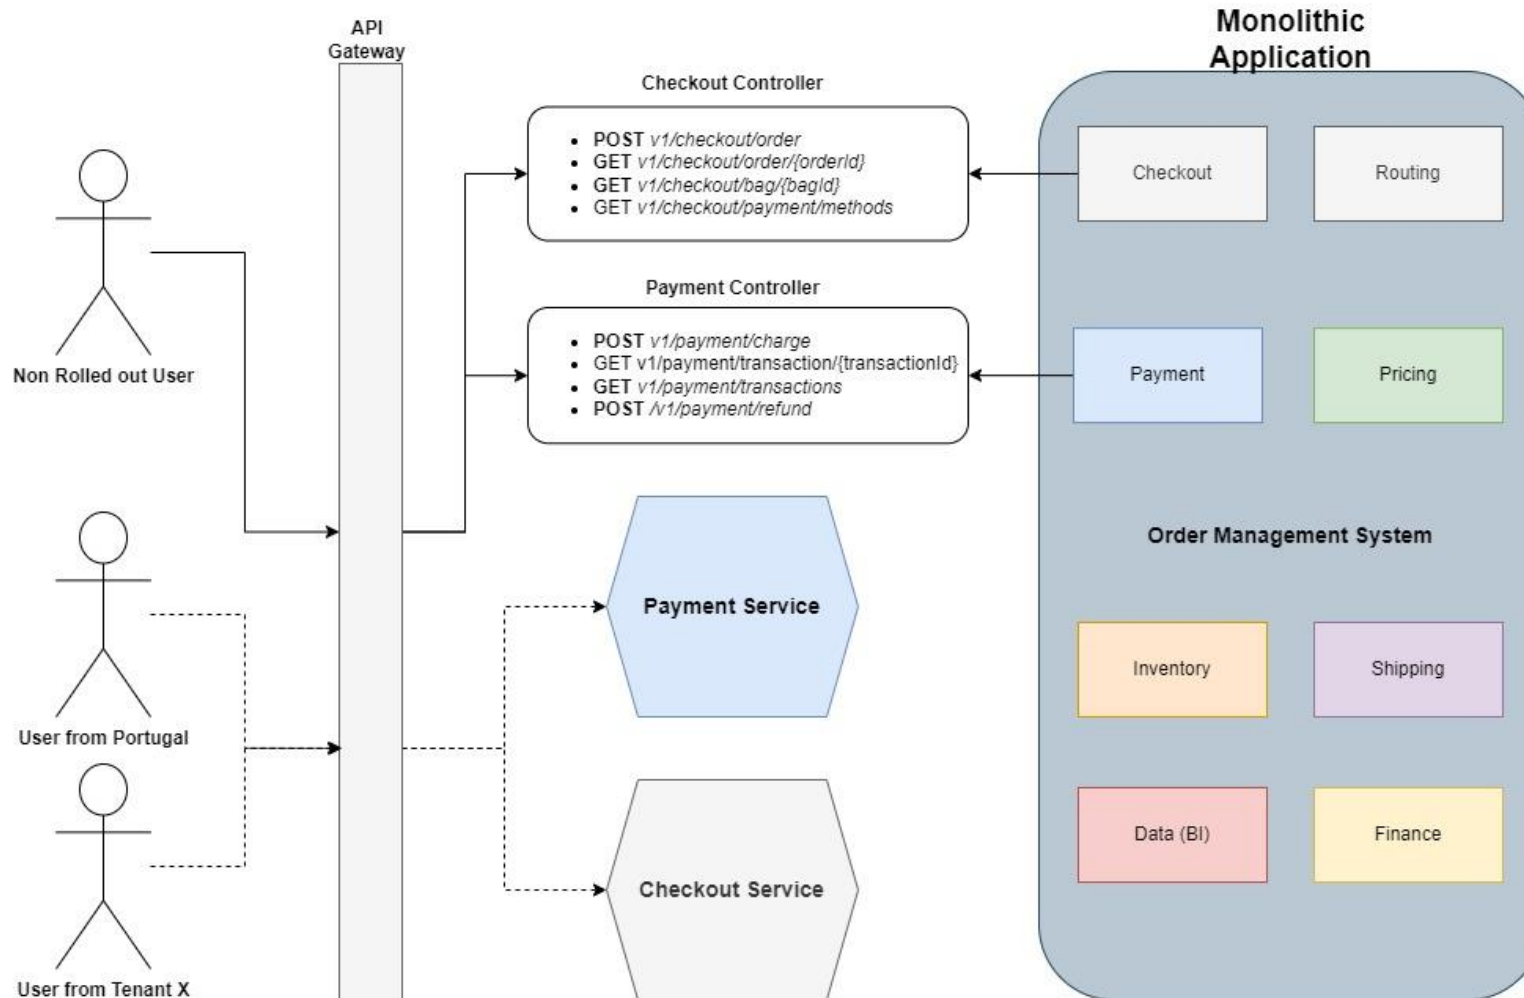 API
Gateway
Monolithic
Application
Checkout Controller
• POST v1/checkout/order
• GET v1/checkout/order/{orderId}
• GET v1/checkout/bag/{bagId}
• GET v1/checkout/payment/methods
Checkout
Routing
Non Rolled out User
Payment Controller
• POST v1/payment/charge
• GET v1/payment/transaction/{transactionId}
• GET v1/payment/transactions
• POST /v1/payment/refund
Payment
Pricing
Order Management System
Payment Service
User from Portugal
Inventory
Shipping
Checkout Service
Data (BI)
Finance
User from Tenant X